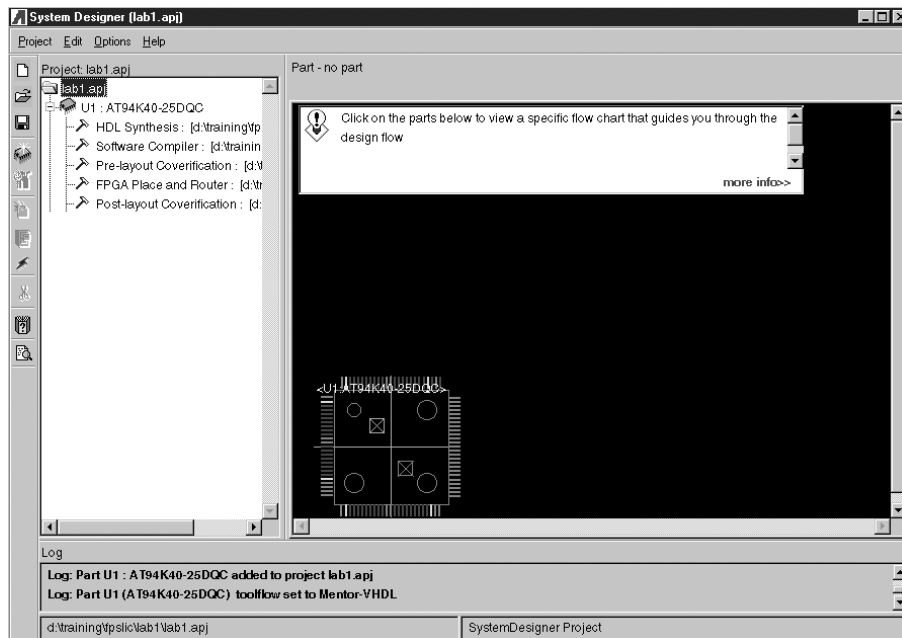 System Designer (lab1.apj)
Project Edit Options Help
Project: lab1.apj
lab1.apj
U1 : AT94K40-25DQC
HDL Synthesis : [d:\training\fp
Software Compiler : [d:\trainin
Pre-layout Coverification : [d:\t
FPGA Place and Router : [d:\tr
Post-layout Coverification : [d:
Part - no part
Click on the parts below to view a specific flow chart that guides you through the
design flow
more info>>
<U1:AT94K40-25DQC>
Log
Log: Part U1 : AT94K40-25DQC added to project lab1.apj
Log: Part U1 (AT94K40-25DQC) toolflow set to Mentor-VHDL
d:\training\fpslic\lab1\lab1.apj
SystemDesigner Project